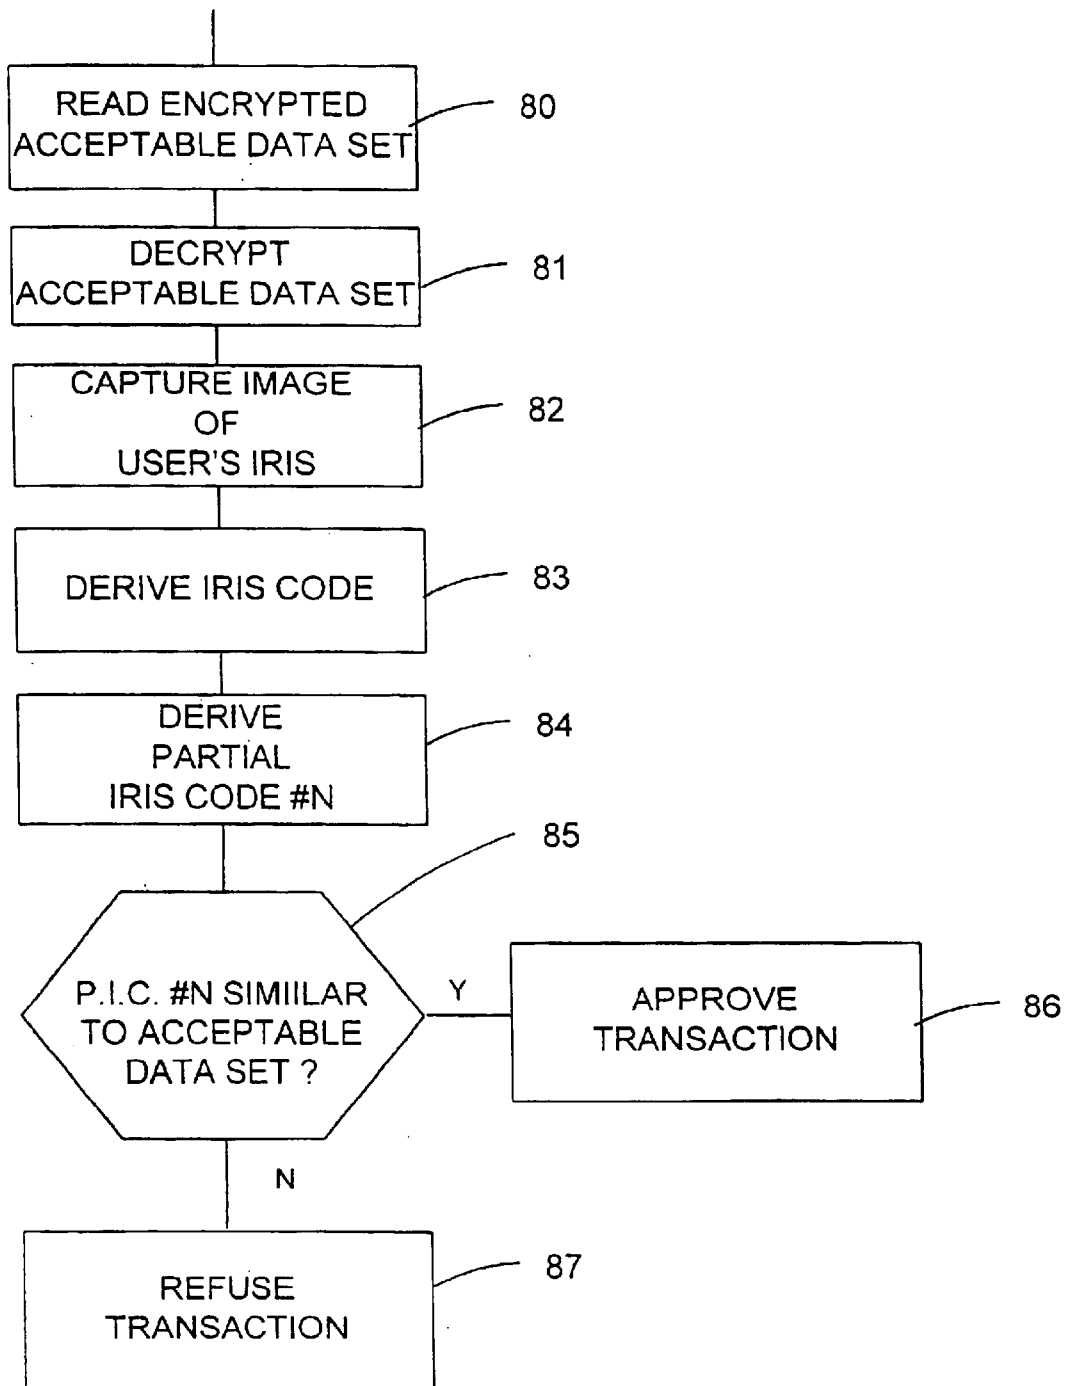 READ ENCRYPTED
ACCEPTABLE DATA SET
80
DECRYPT
ACCEPTABLE DATA SET
81
CAPTURE IMAGE
OF
USER'S IRIS
82
DERIVE IRIS CODE
83
DERIVE
PARTIAL
IRIS CODE #N
84
85
P.I.C. #N SIMIILAR
TO ACCEPTABLE
DATA SET ?
Y
APPROVE
TRANSACTION
86
N
REFUSE
TRANSACTION
87